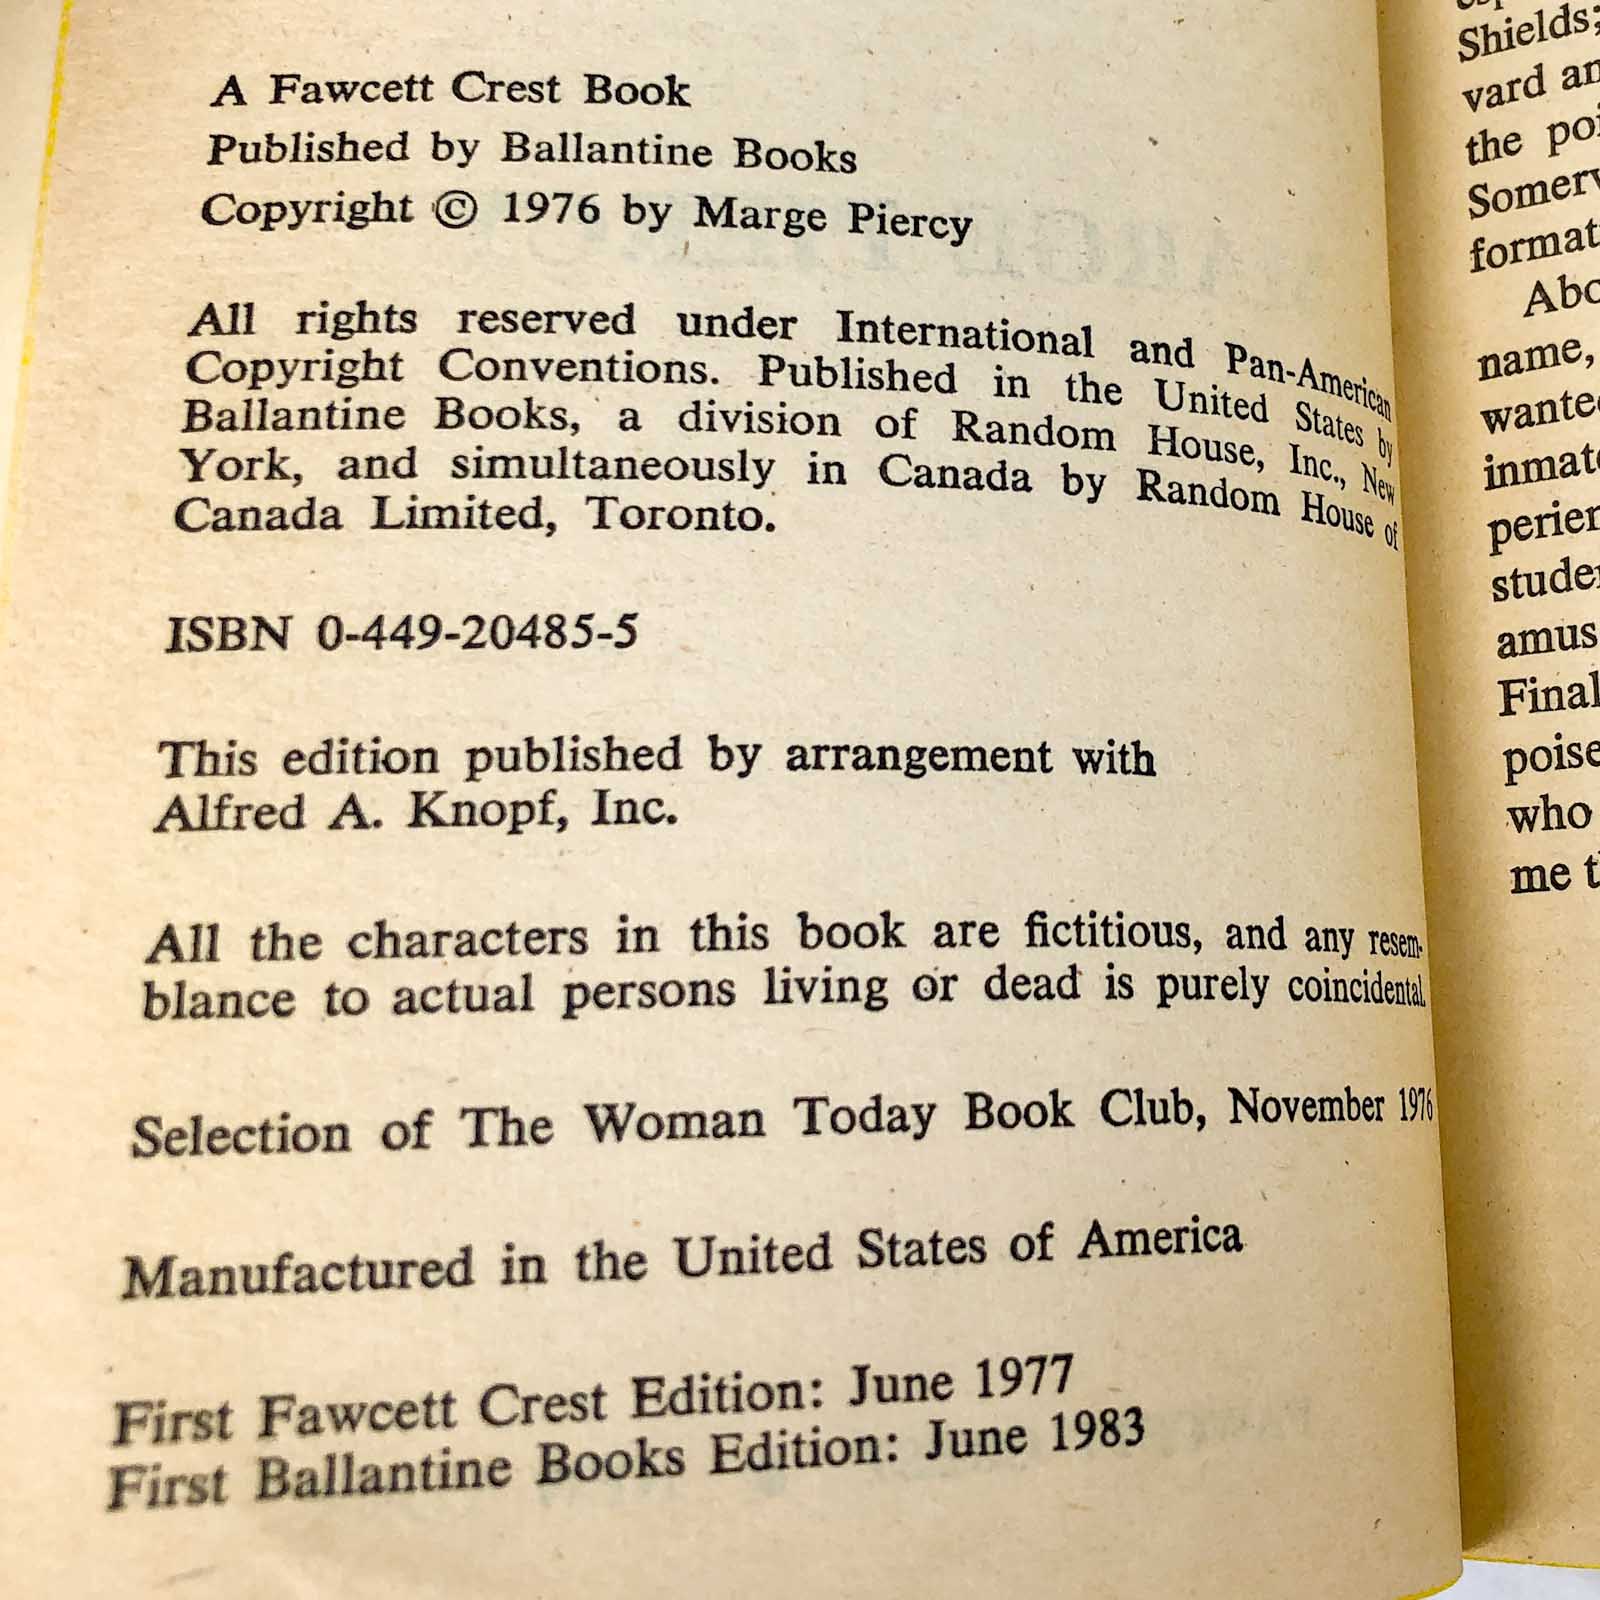 A Fawcett Crest Book
Published by Ballantine Books
Copyright © 1976 by Marge Piercy
All rights reserved under International and Pan-American
Copyright Conventions. Published in the United States by
Ballantine Books, a division of Random House, Inc., New
York, and simultaneously in Canada by Random House of
Canada Limited, Toronto.
ISBN 0-449-20485-5
This edition published by arrangement with
Alfred A. Knopf, Inc.
All the characters in this book are fictitious, and any resem-
blance to actual persons living or dead is purely coincidental.
Selection of The Woman Today Book Club, November 1976
Manufactured in the United States of America
First Fawcett Crest Edition: June 1977
First Ballantine Books Edition: June 1983
Shields;
vard an
the poi
Somerv
format
Abo
name,
wante
inmat
perien
stude
amus
Final
poise
who
me t